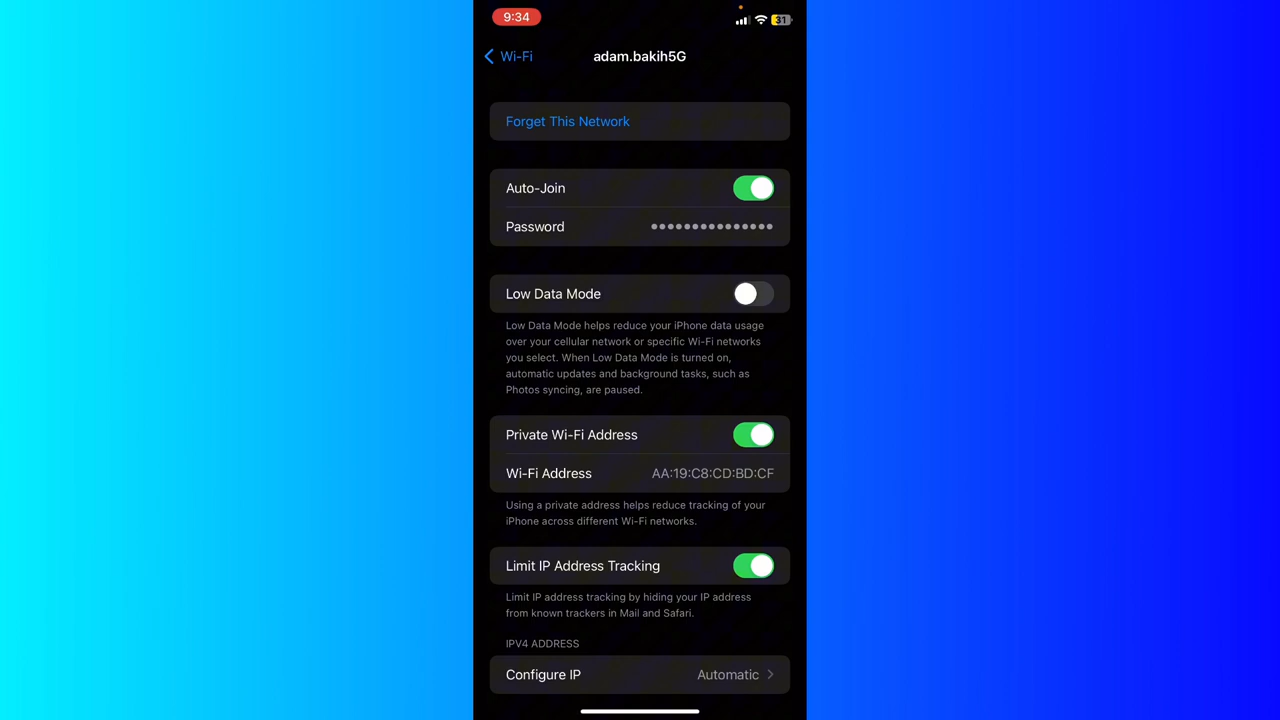 9:34
31
Wi-Fi
adam.bakih5G
Forget This Network
Auto-Join
Password ●●●●●●●●●●●●●●●
Low Data Mode
Low Data Mode helps reduce your iPhone data usage
over your cellular network or specific Wi-Fi networks
you select. When Low Data Mode is turned on,
automatic updates and background tasks, such as
Photos syncing, are paused.
Private Wi-Fi Address
Wi-Fi Address AA:19:C8:CD:BD:CF
Using a private address helps reduce tracking of your
iPhone across different Wi-Fi networks.
Limit IP Address Tracking
Limit IP address tracking by hiding your IP address
from known trackers in Mail and Safari.
IPV4 ADDRESS
Configure IP Automatic